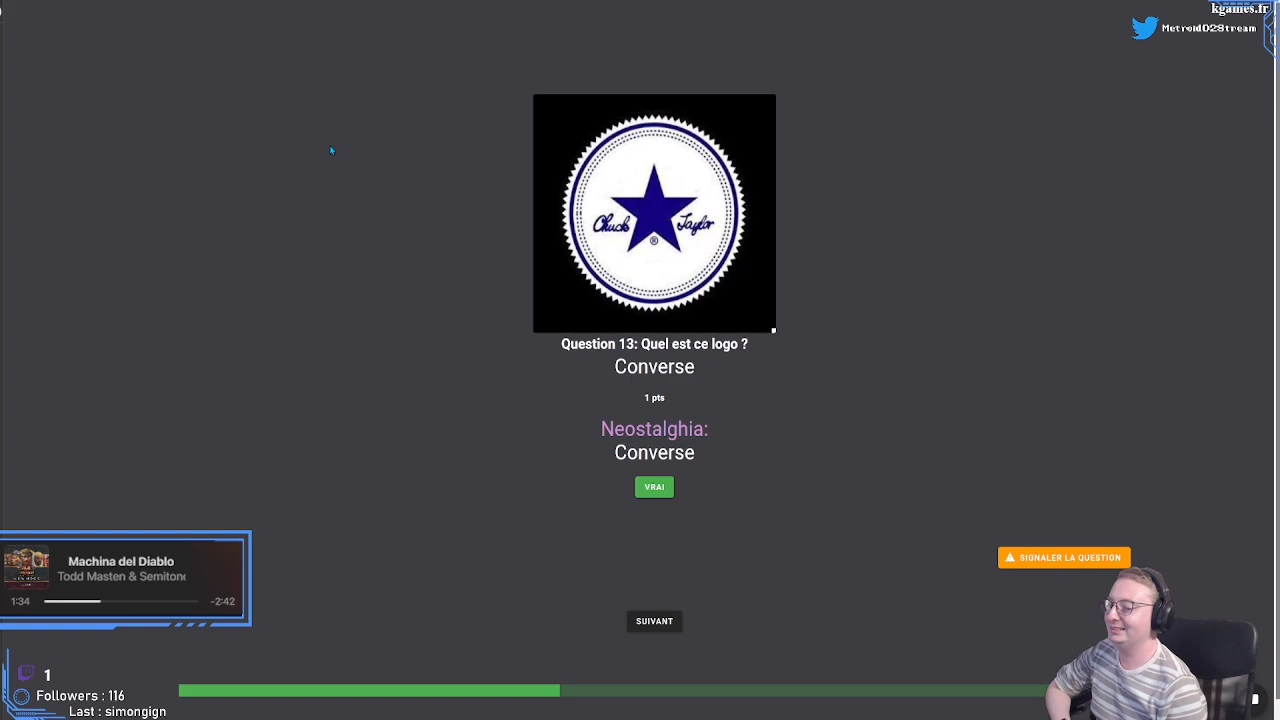 kgames.fr
Metroid028Stream
Chuck Taylor
®
Question 13: Quel est ce logo ?
Converse
1 pts
Neostalghia:
Converse
VRAI
Machina del Diablo
Todd Masten & Semitone
1:34 -2:42
SIGNALER LA QUESTION
SUIVANT
1
Followers : 116
Last : simongign